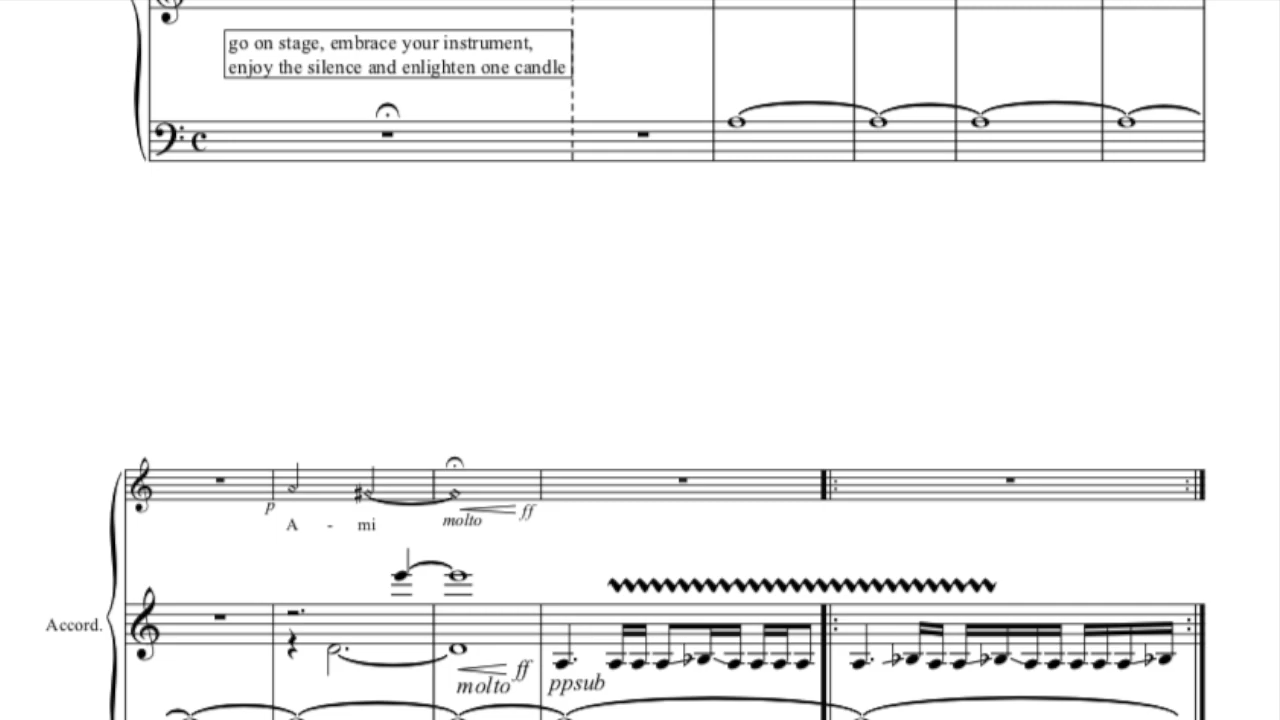 go on stage, embrace your instrument,
enjoy the silence and enlighten one candle
p
A - mi
molto
ff
Accord.
molto
ff
ppsub